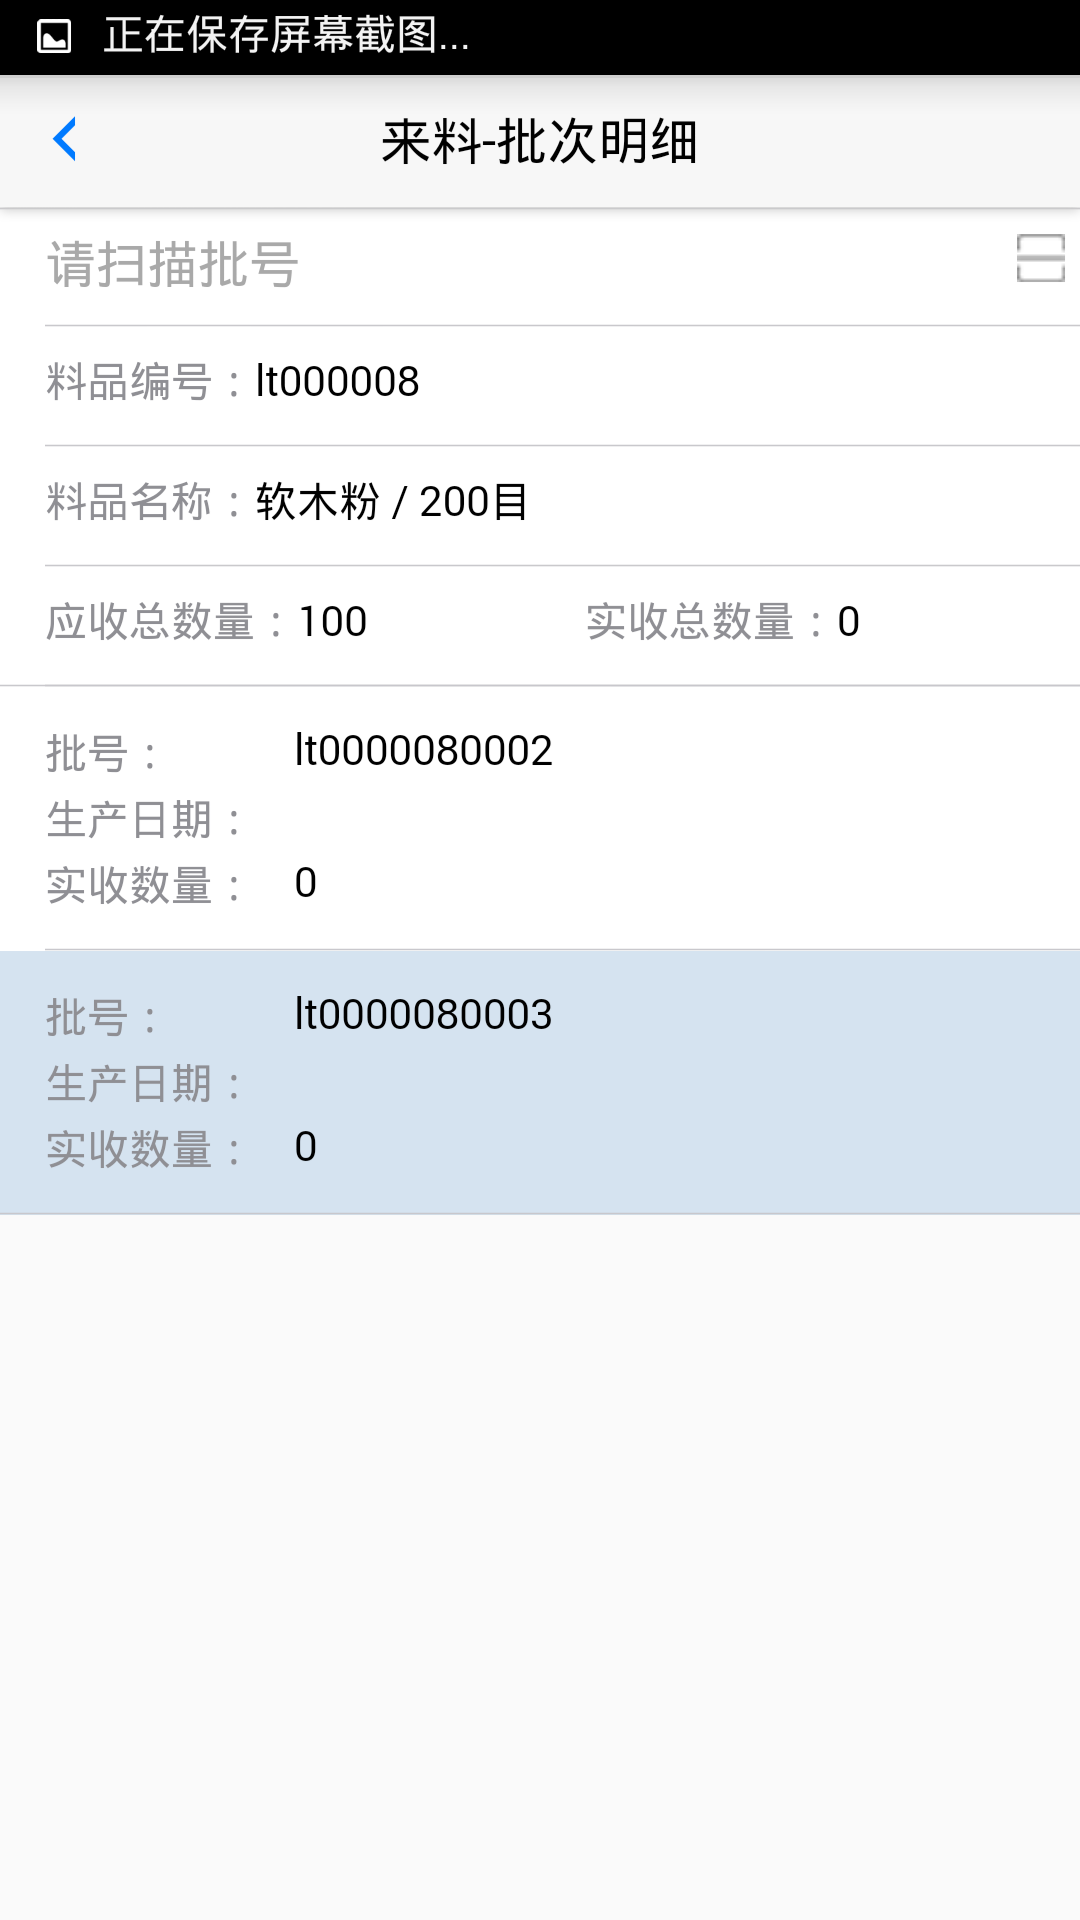 正在保存屏幕截图...
来料-批次明细
请扫描批号
料品编号：lt000008
料品名称：软木粉 / 200目
应收总数量：100 实收总数量：0
批号： lt0000080002
生产日期：
实收数量： 0
批号： lt0000080003
生产日期：
实收数量： 0